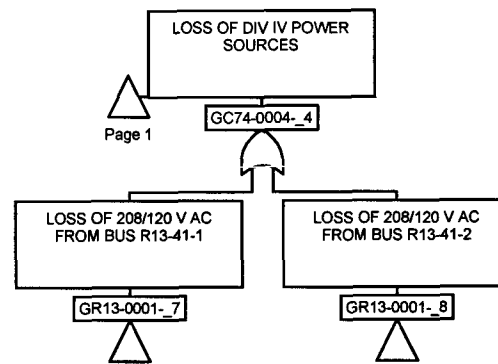 LOSS OF DIV IV POWER
SOURCES
Page 1
GC74-0004-_4
LOSS OF 208/120 V AC
FROM BUS R13-41-1
LOSS OF 208/120 V AC
FROM BUS R13-41-2
GR13-0001-_7
GR13-0001-_8